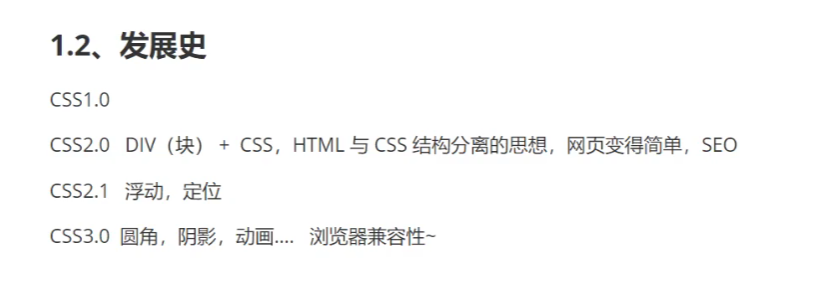 1.2、发展史
CSS1.0
CSS2.0 DIV（块）+ CSS，HTML 与 CSS 结构分离的思想，网页变得简单，SEO
CSS2.1 浮动，定位
CSS3.0 圆角，阴影，动画.... 浏览器兼容性~